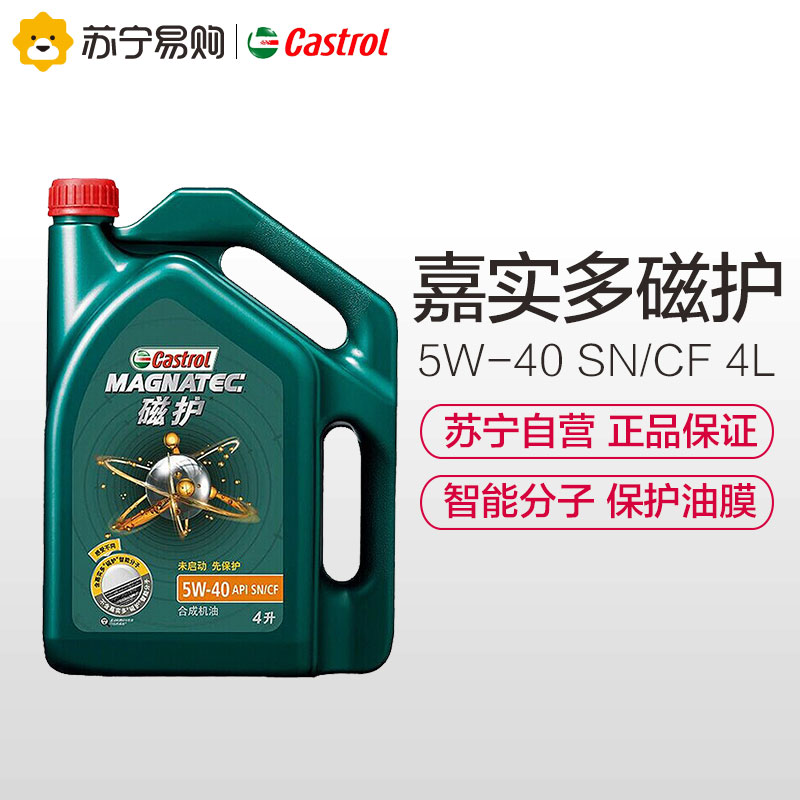 苏宁易购 Castrol
嘉实多磁护
5W-40 SN/CF 4L
苏宁自营 正品保证
智能分子 保护油膜
Castrol
MAGNATEC
磁护
未启动 先保护
5W-40 API SN/CF
合成机油
4升